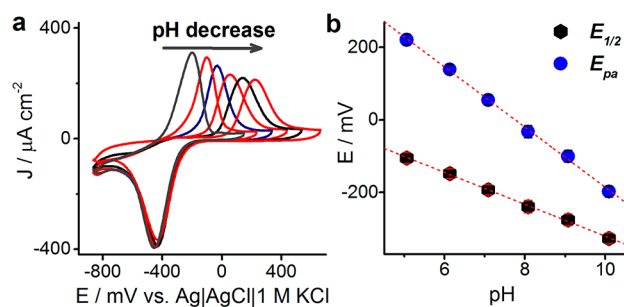 a
pH decrease
400
0
-400
J / µA cm⁻²
-800 -400 0 400
E / mV vs. Ag|AgCl|1 M KCl
b
E1/2
Epa
200
0
-200
E / mV
6 8 10
pH